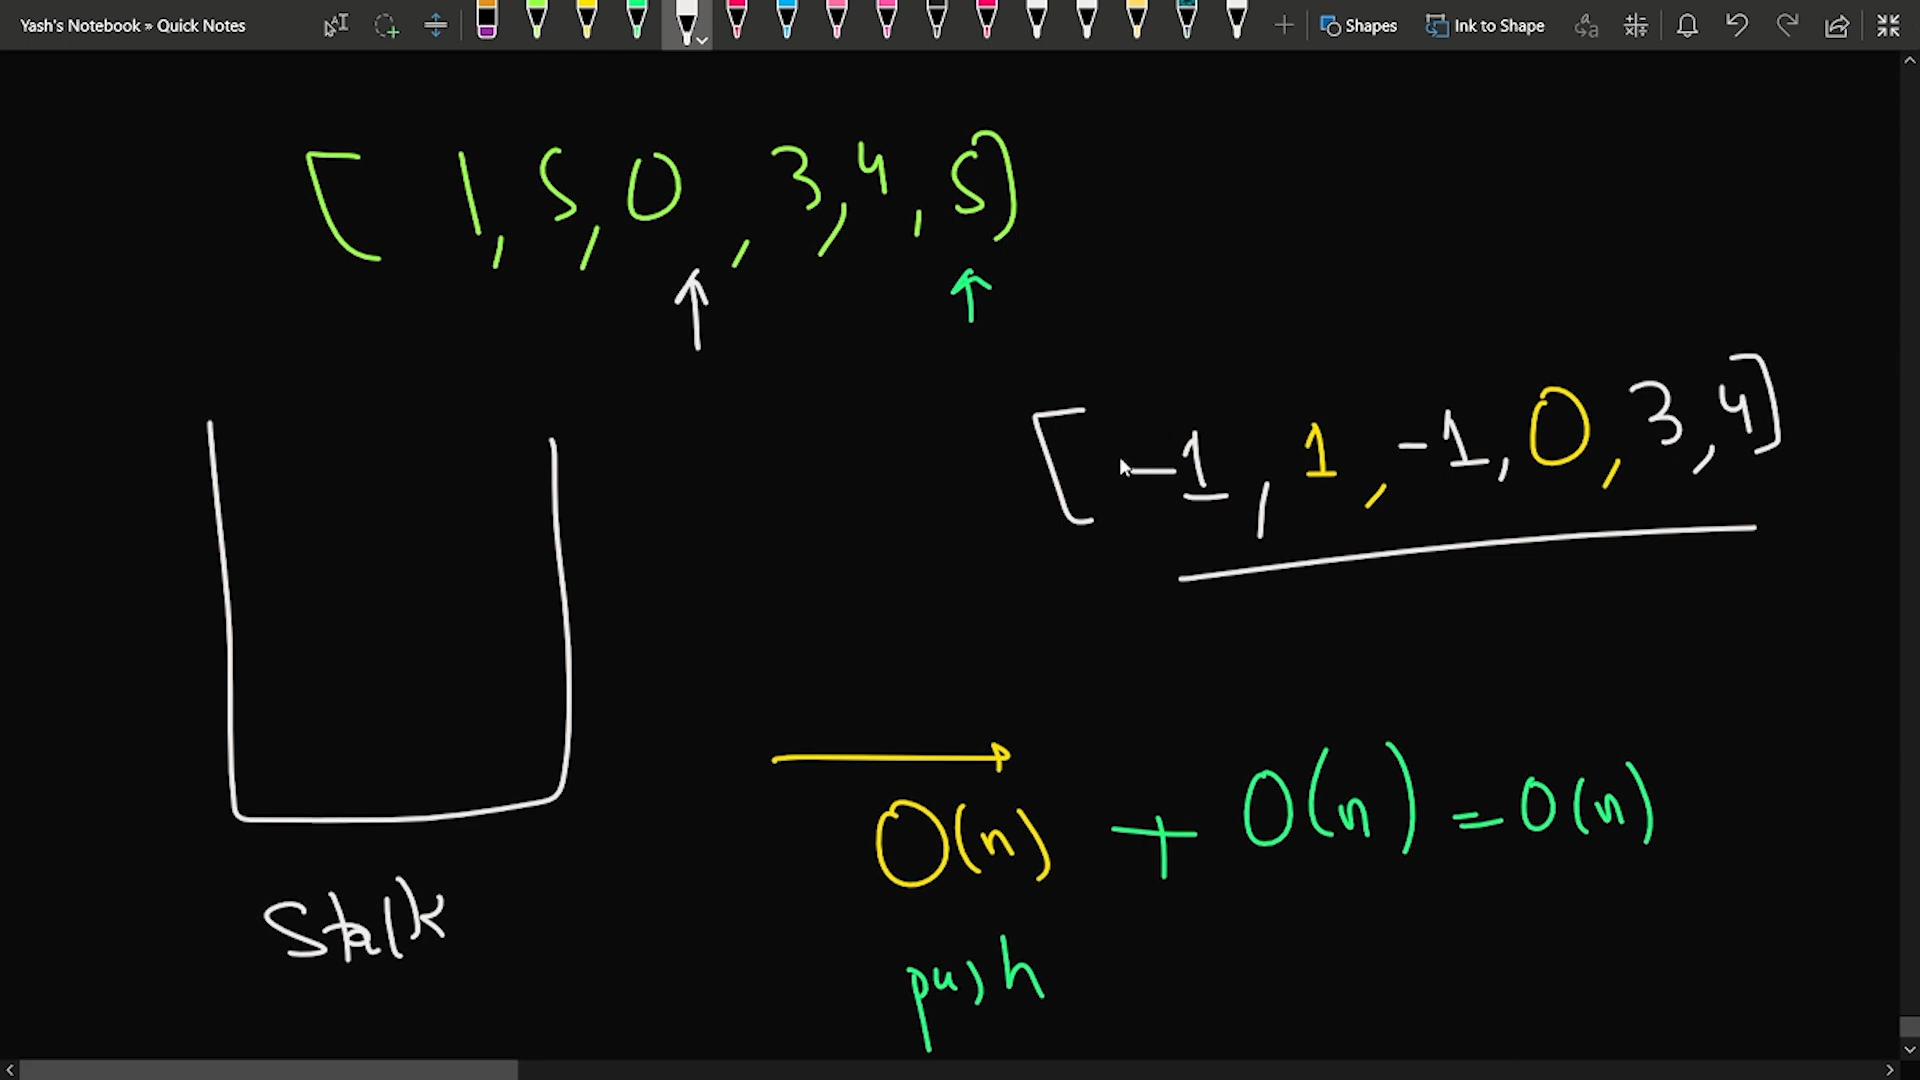 Yash's Notebook » Quick Notes
Shapes
Ink to Shape
[ 1, 5, 0, 3, 4, 5]
[ -1, 1, -1, 0, 3, 4]
O(n) + O(n) = O(n)
push